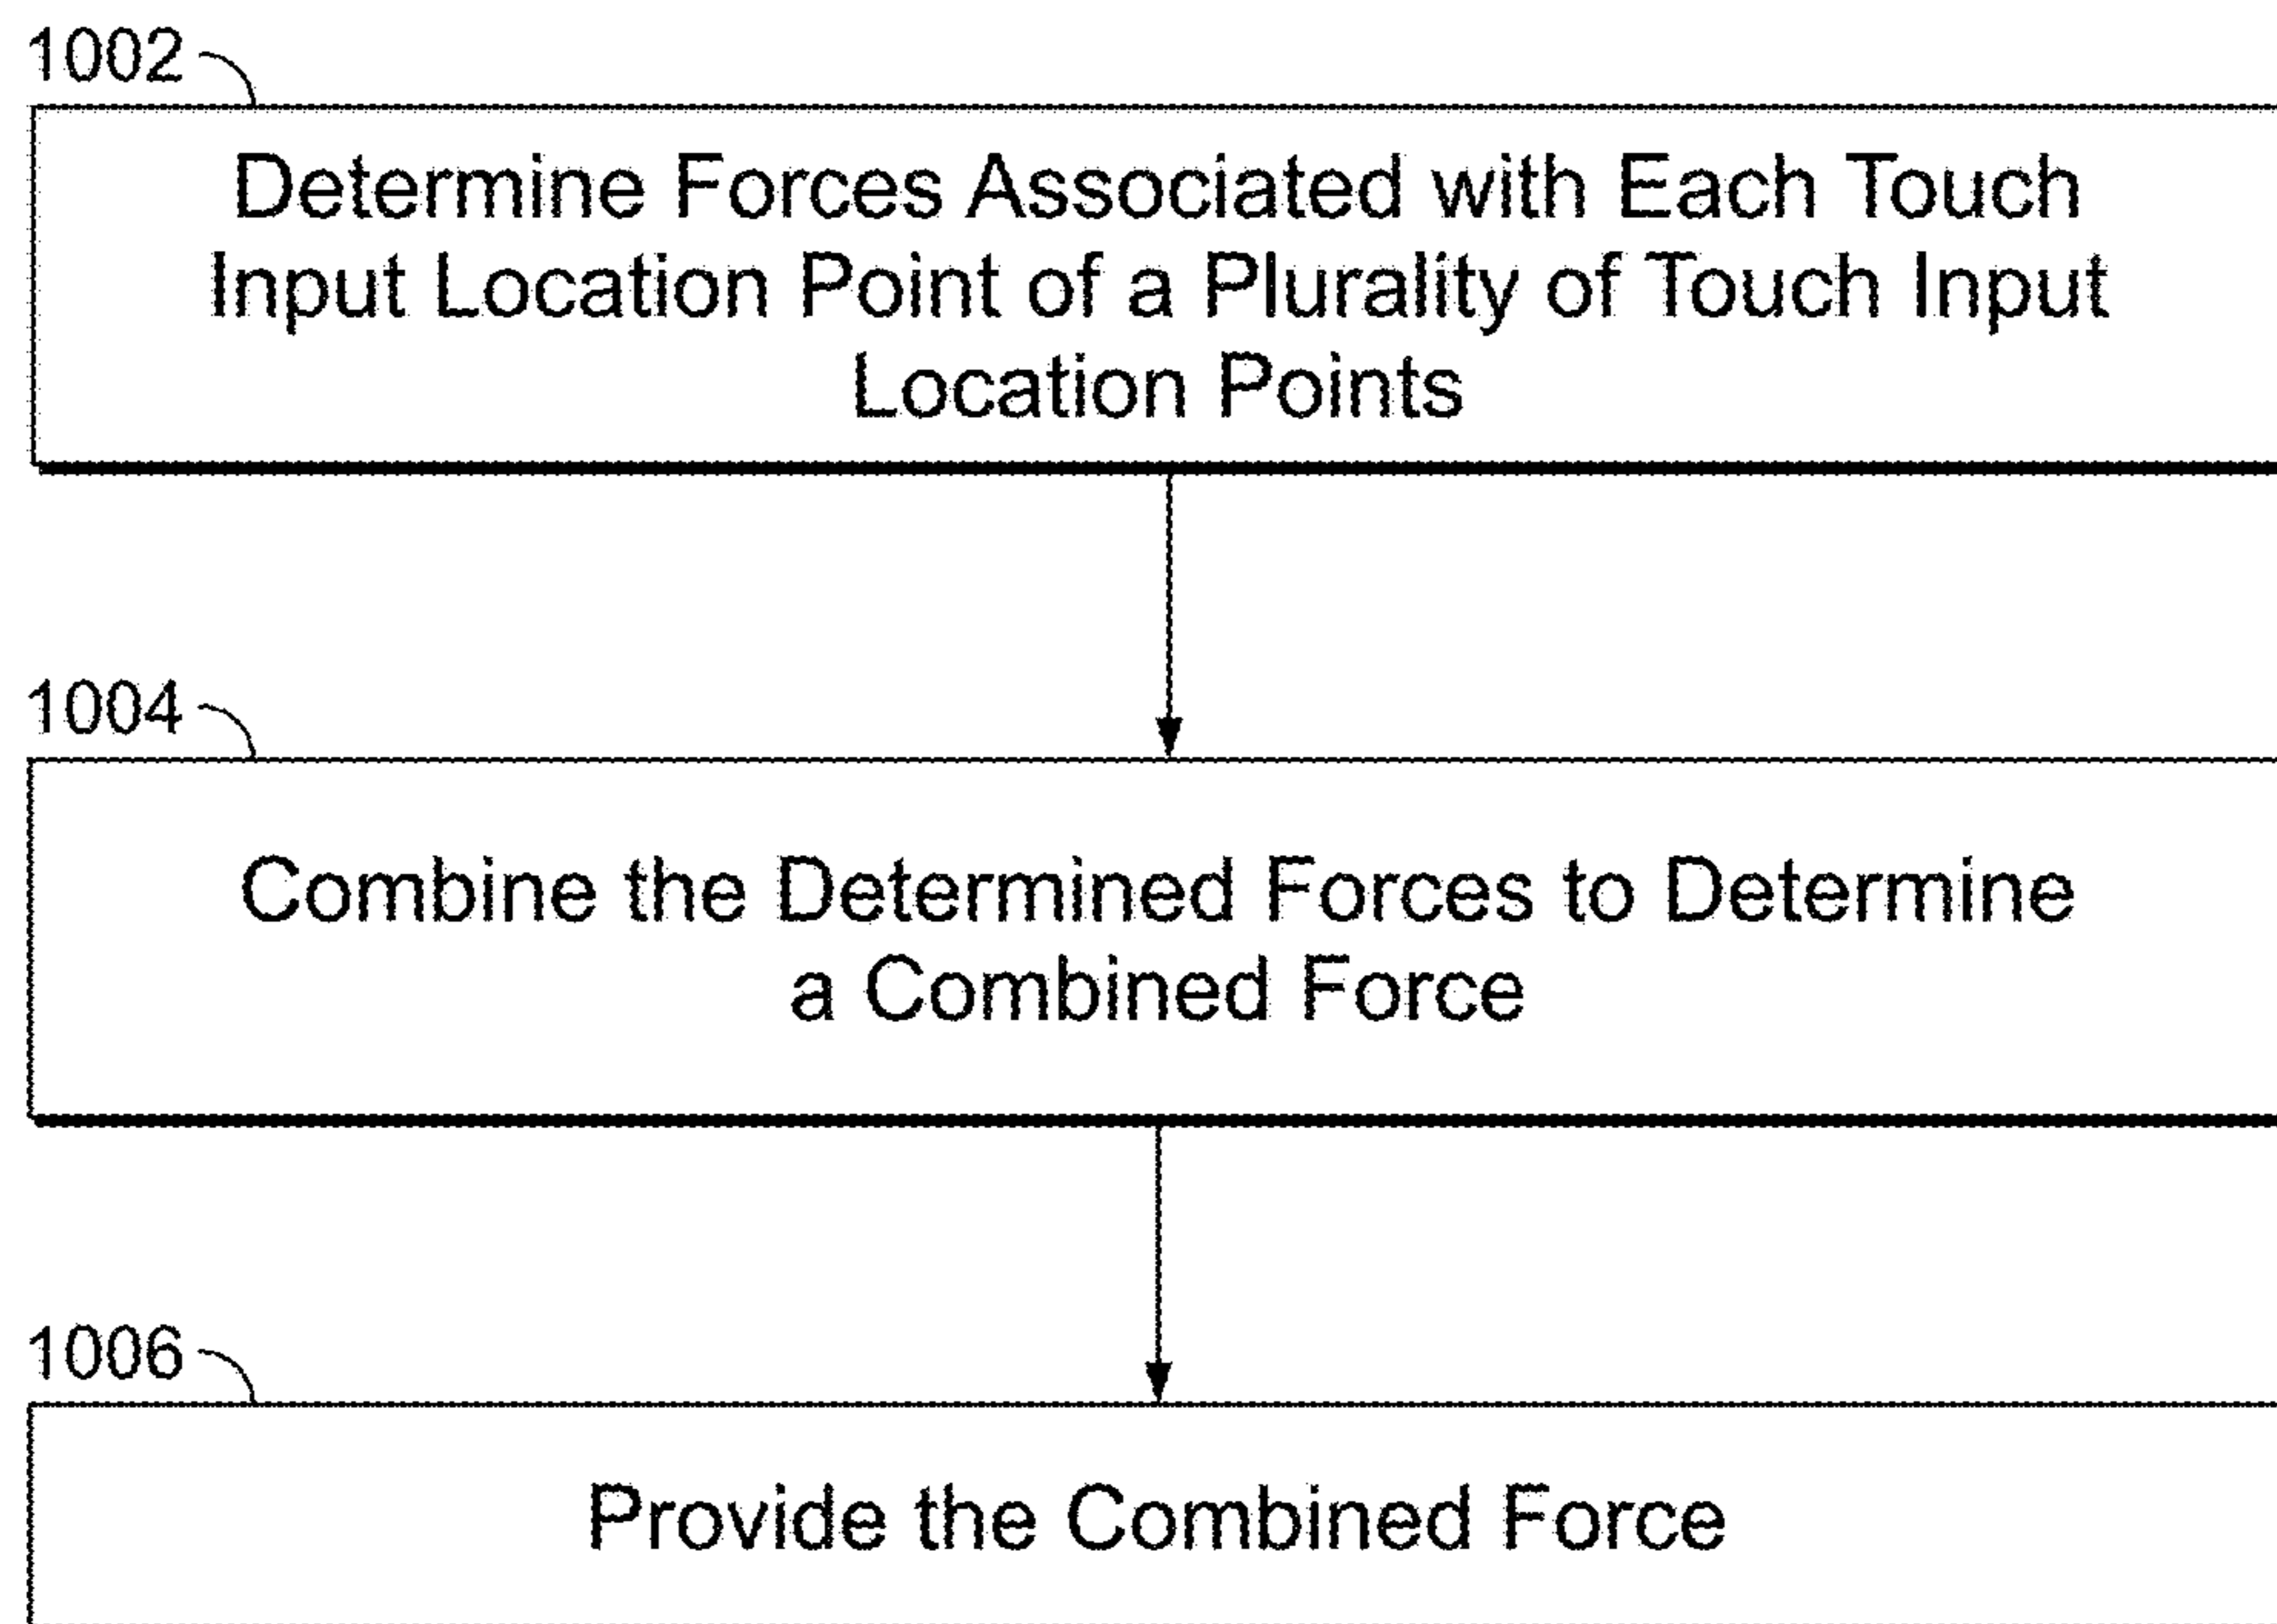 1002
Determine Forces Associated with Each Touch
Input Location Point of a Plurality of Touch Input
Location Points
1004
Combine the Determined Forces to Determine
a Combined Force
1006
Provide the Combined Force